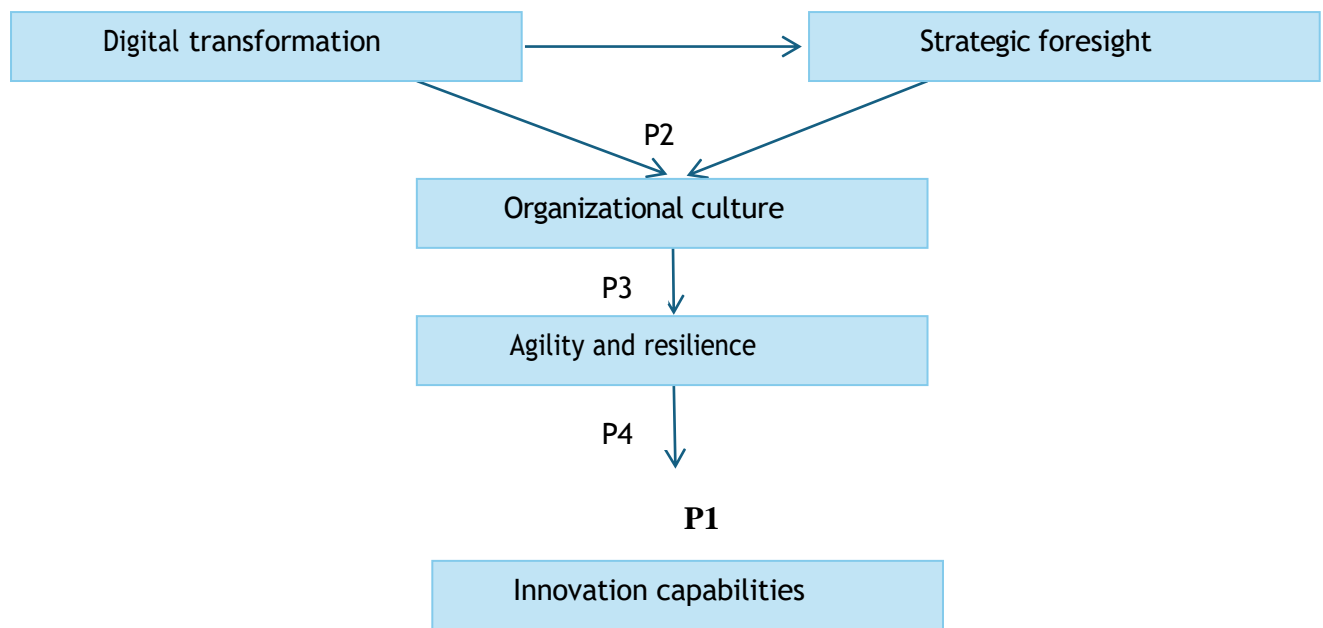 Digital transformation
Strategic foresight
P2
Organizational culture
P3
Agility and resilience
P4
P1
Innovation capabilities